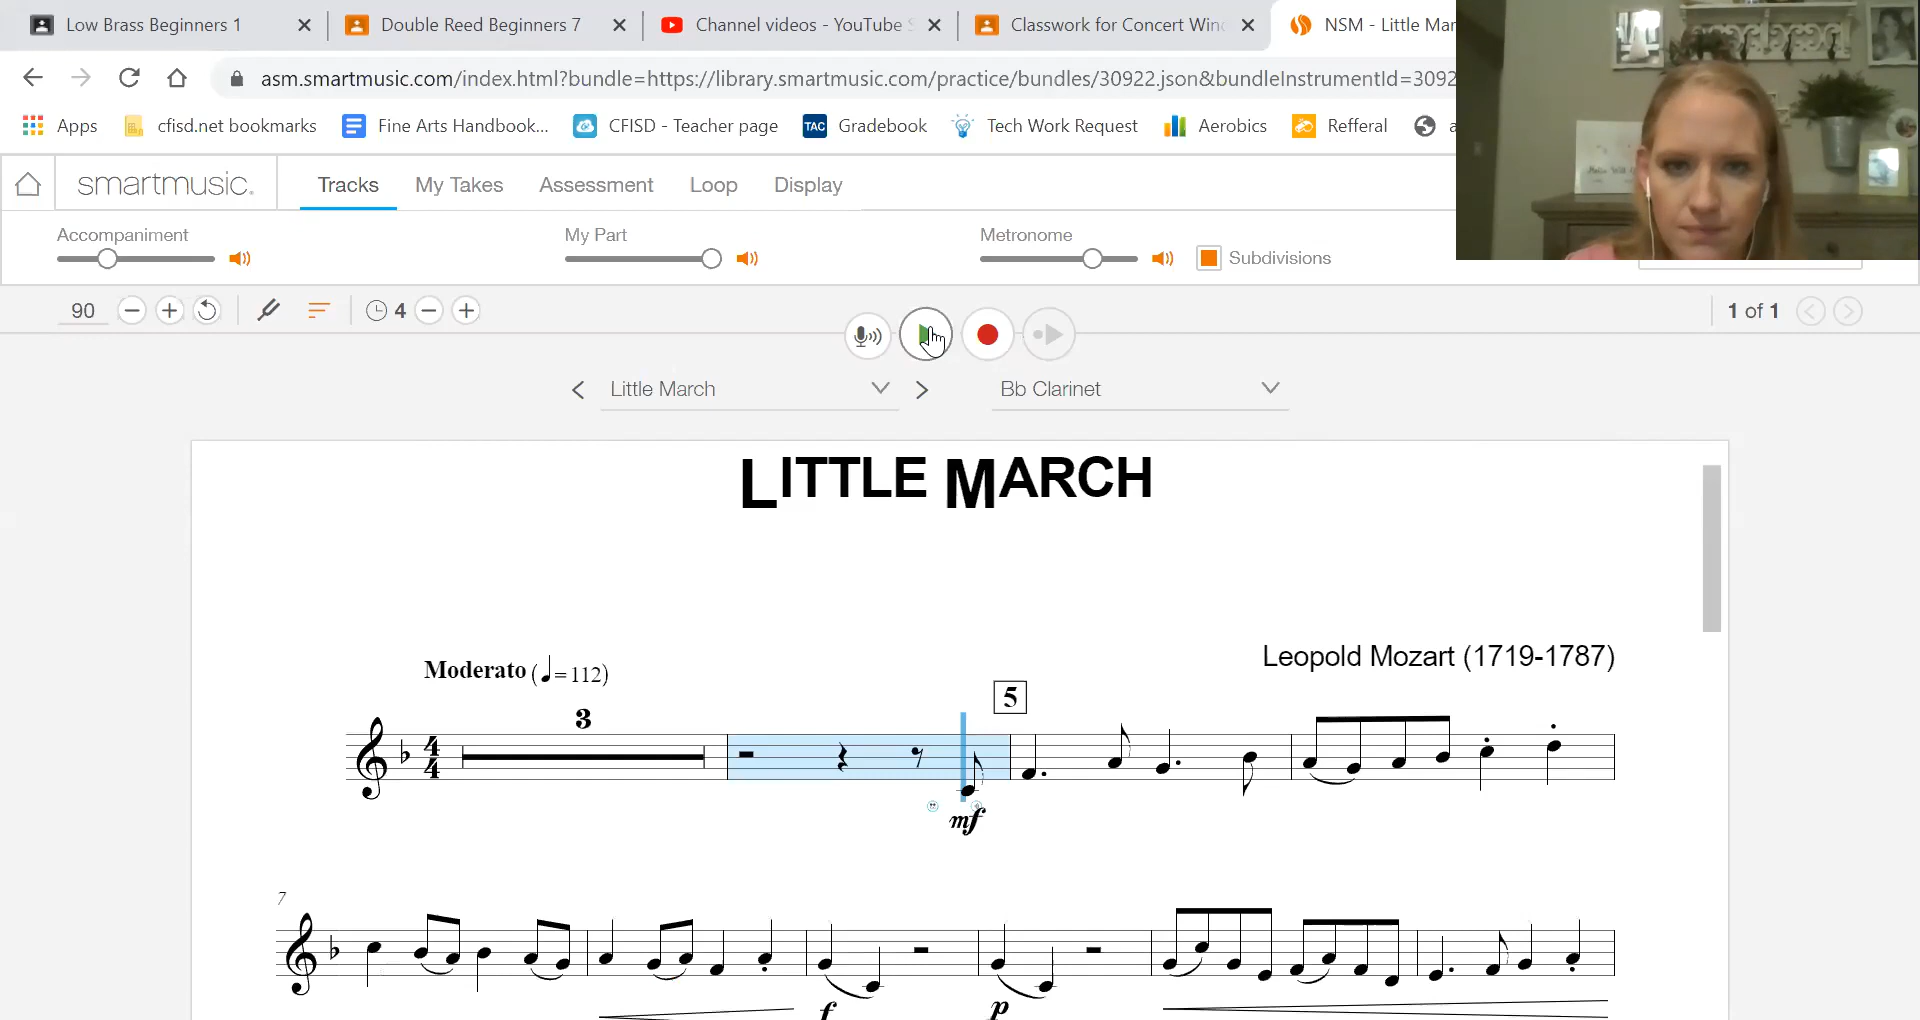 Low Brass Beginners 1
Double Reed Beginners 7
Channel videos - YouTube S
Classwork for Concert Win
NSM - Little Mar
asm.smartmusic.com/index.html?bundle=https://library.smartmusic.com/practice/bundles/30922.json&bundleInstrumentId=3092
Apps cfisd.net bookmarks Fine Arts Handbook... CFISD - Teacher page TAC Gradebook Tech Work Request Aerobics Refferal a
smartmusic. Tracks My Takes Assessment Loop Display
Accompaniment My Part Metronome Subdivisions
90 4 1 of 1
Little March Bb Clarinet
LITTLE MARCH
Leopold Mozart (1719-1787)
Moderato (♩=112)
3 5
4
4
mf
7
f p